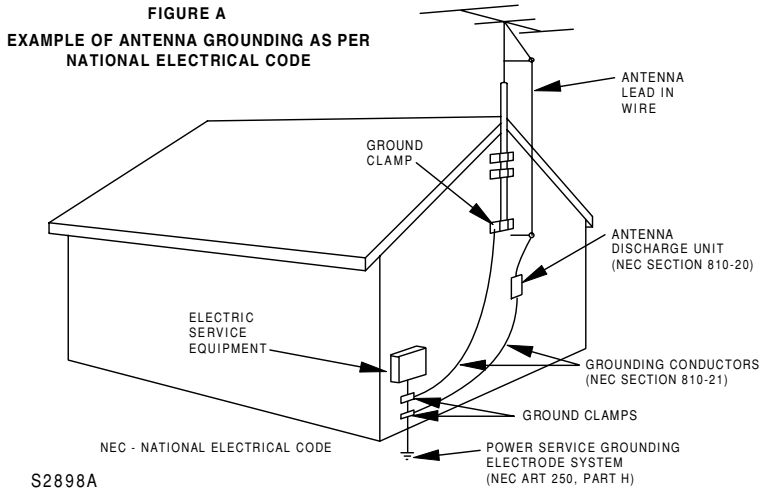 FIGURE A
EXAMPLE OF ANTENNA GROUNDING AS PER
NATIONAL ELECTRICAL CODE
ANTENNA
LEAD IN
WIRE
GROUND
CLAMP
ANTENNA
DISCHARGE UNIT
(NEC SECTION 810-20)
ELECTRIC
SERVICE
EQUIPMENT
GROUNDING CONDUCTORS
(NEC SECTION 810-21)
GROUND CLAMPS
NEC - NATIONAL ELECTRICAL CODE
POWER SERVICE GROUNDING
ELECTRODE SYSTEM
(NEC ART 250, PART H)
S2898A